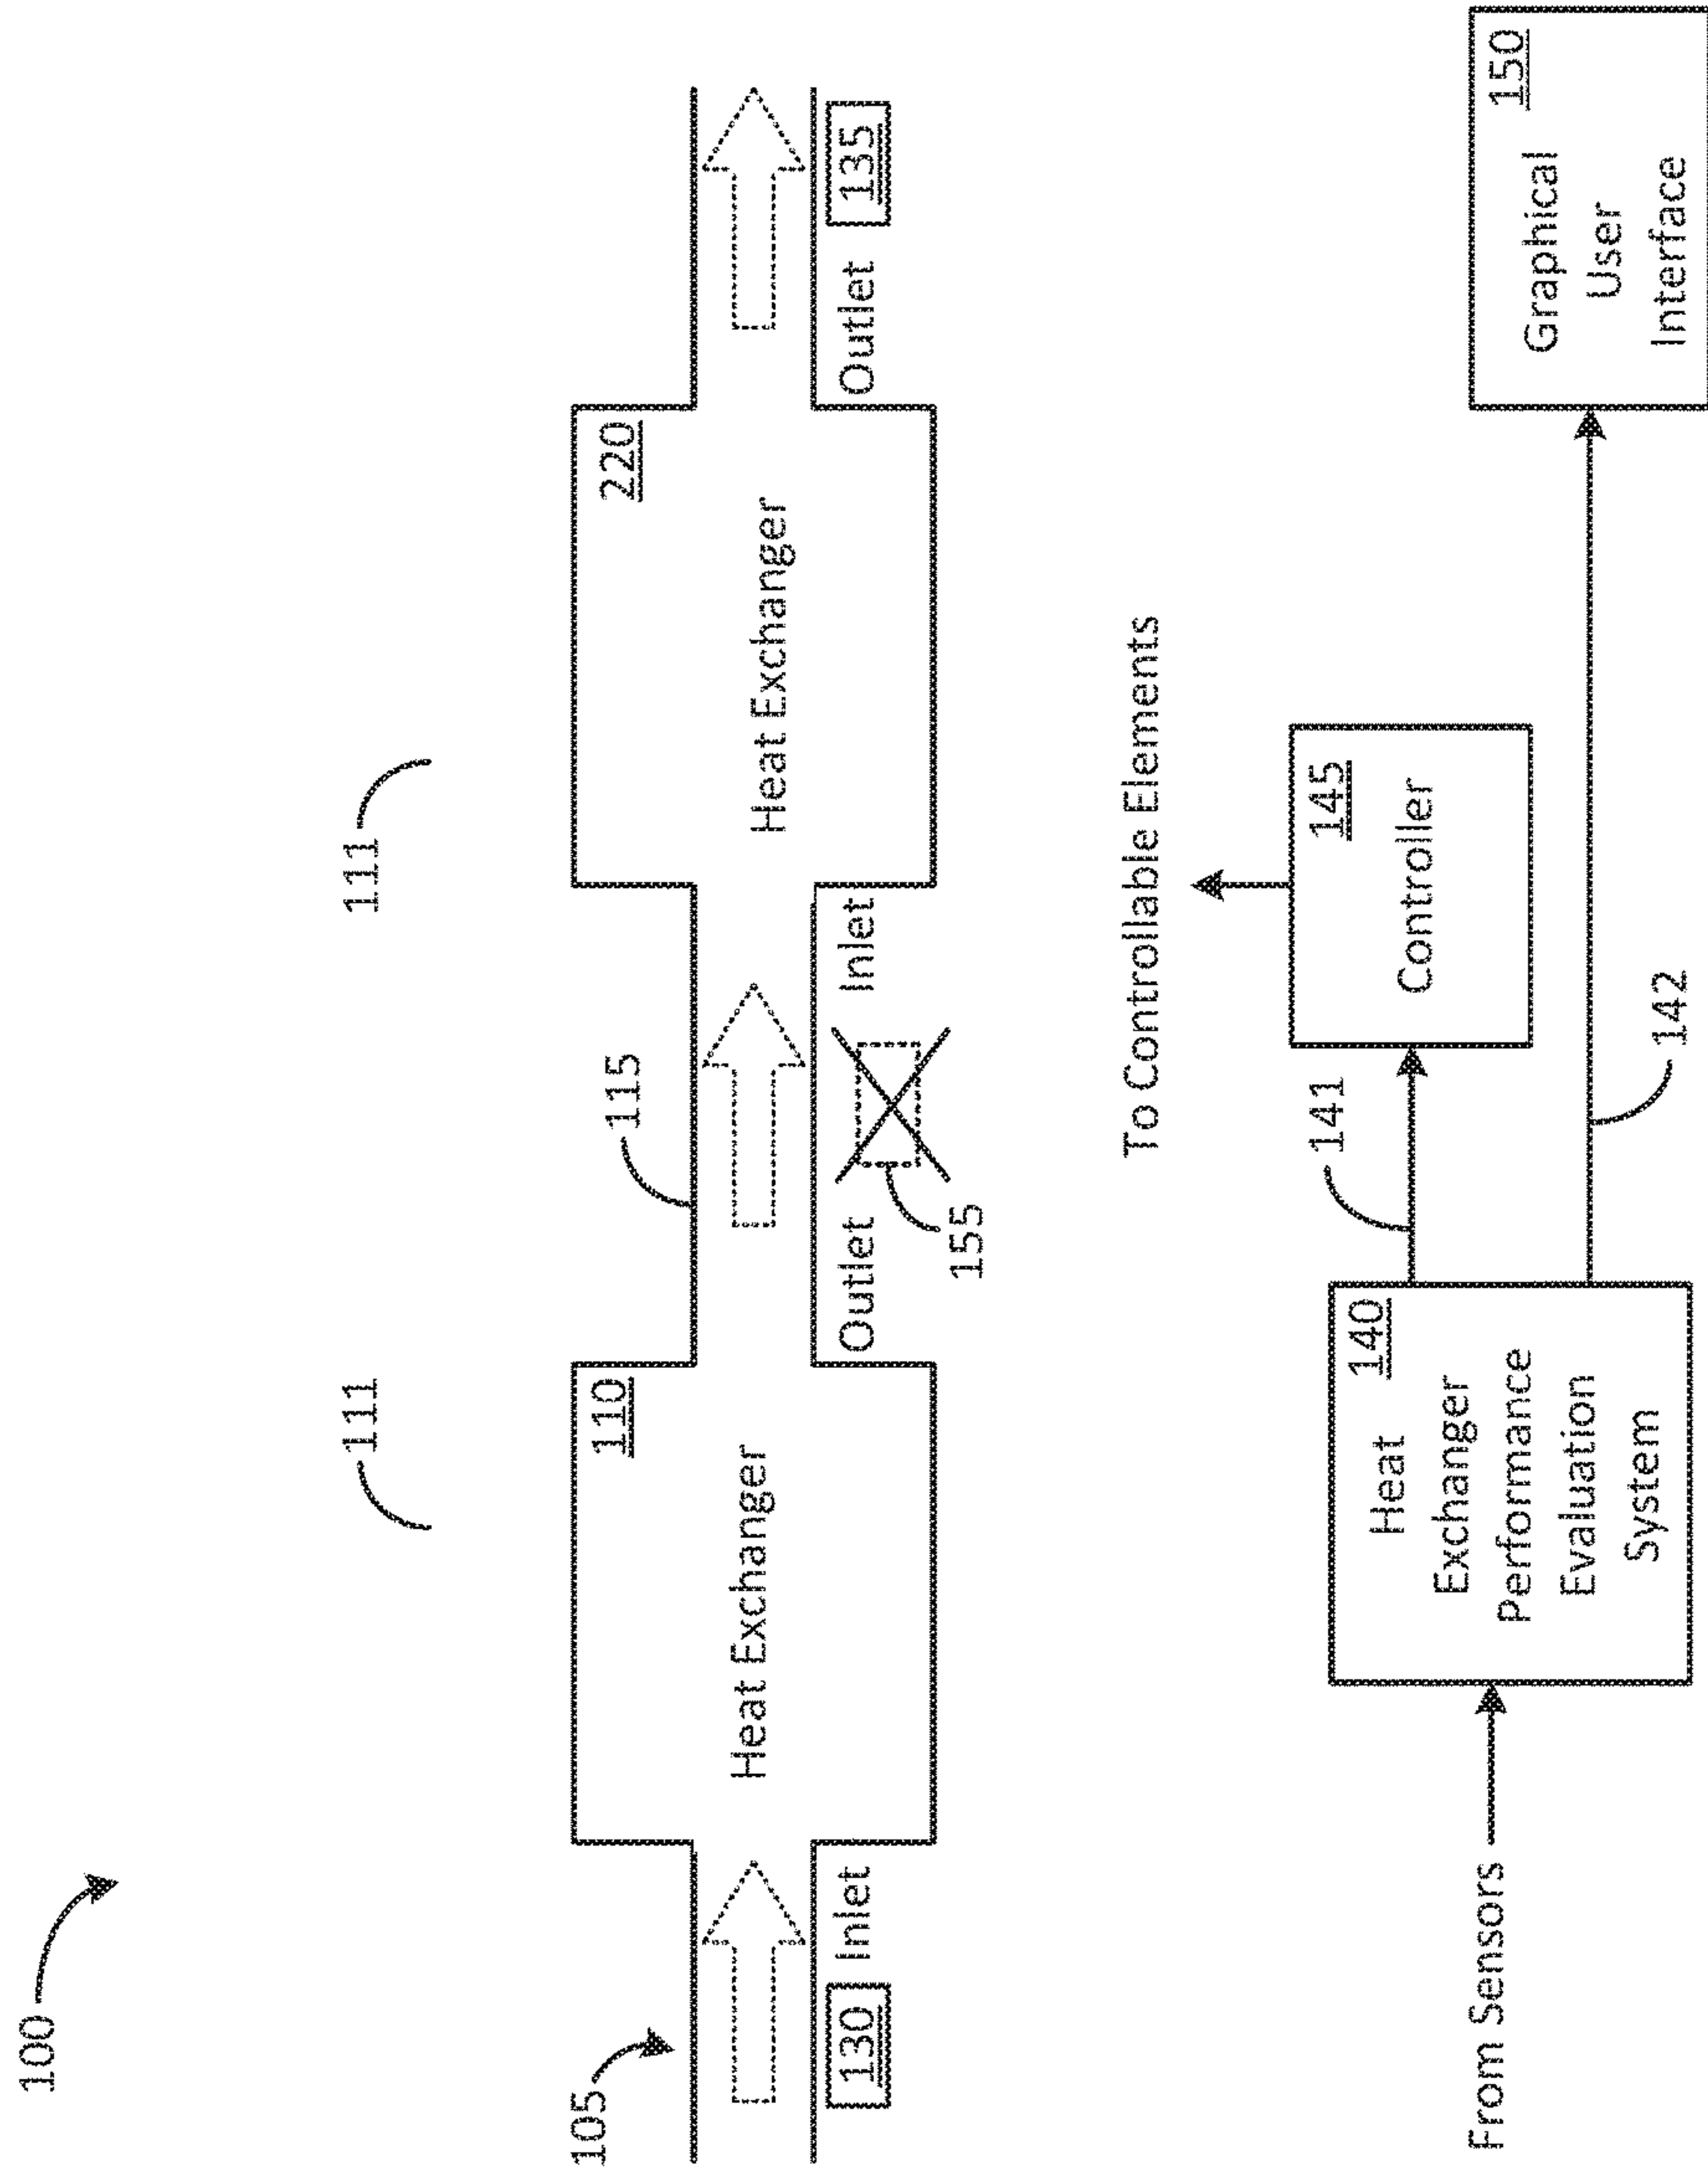 100
111
111
105
115
110
Heat Exchanger
220
Heat Exchanger
130
Inlet
Outlet
Inlet
Outlet
135
155
To Controllable Elements
From Sensors
140
Heat
Exchanger
Performance
Evaluation
System
141
145
Controller
142
150
Graphical
User
Interface